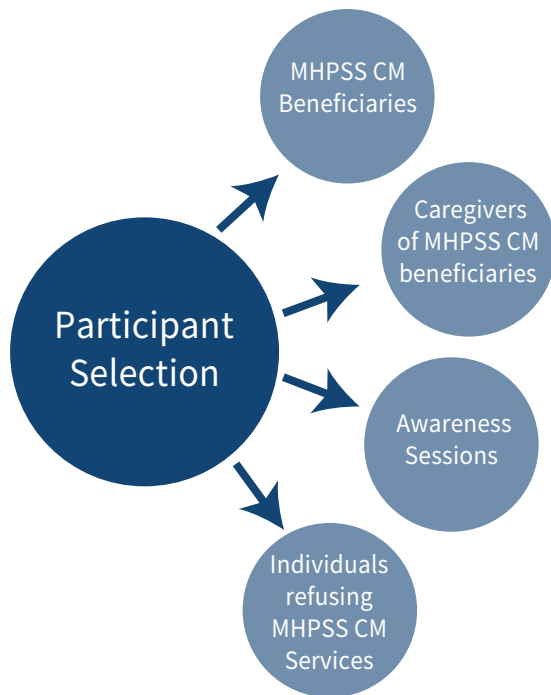 MHPSS CM
Beneficiaries
Caregivers
of MHPSS CM
beneficiaries
Participant
Selection
Awareness
Sessions
Individuals
refusing
MHPSS CM
Services